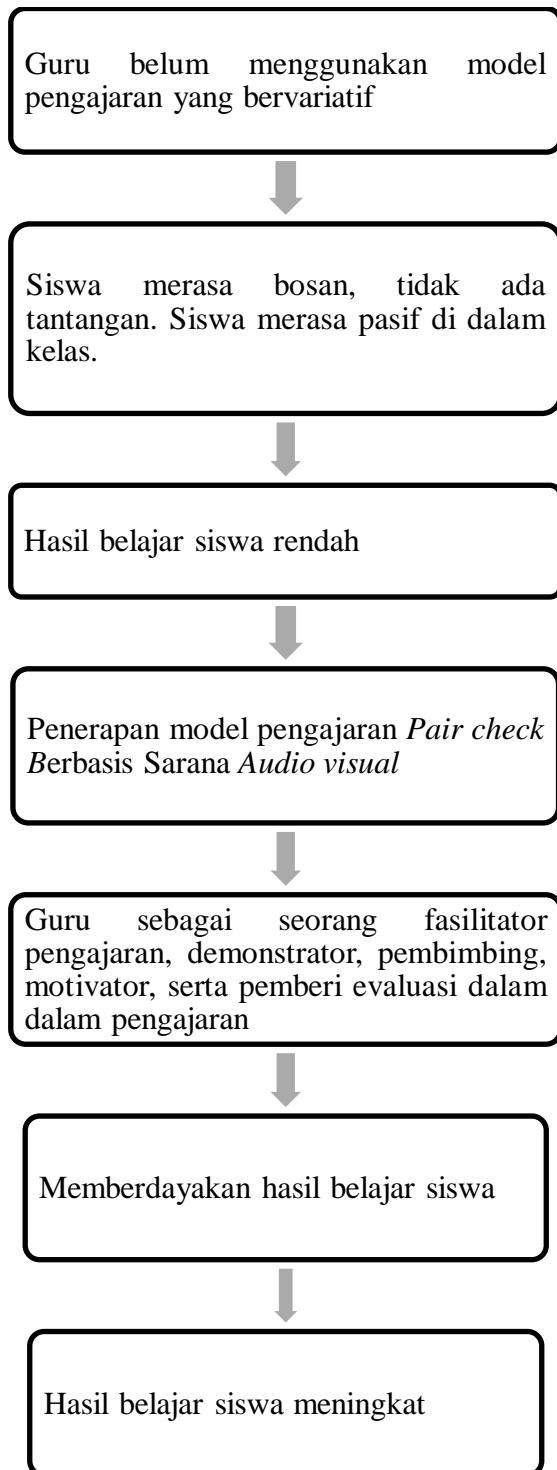 Guru belum menggunakan model
pengajaran yang bervariatif
Siswa merasa bosan, tidak ada
tantangan. Siswa merasa pasif di dalam
kelas.
Hasil belajar siswa rendah
Penerapan model pengajaran Pair check
Berbasis Sarana Audio visual
Guru sebagai seorang fasilitator
pengajaran, demonstrator, pembimbing,
motivator, serta pemberi evaluasi dalam
dalam pengajaran
Memberdayakan hasil belajar siswa
Hasil belajar siswa meningkat